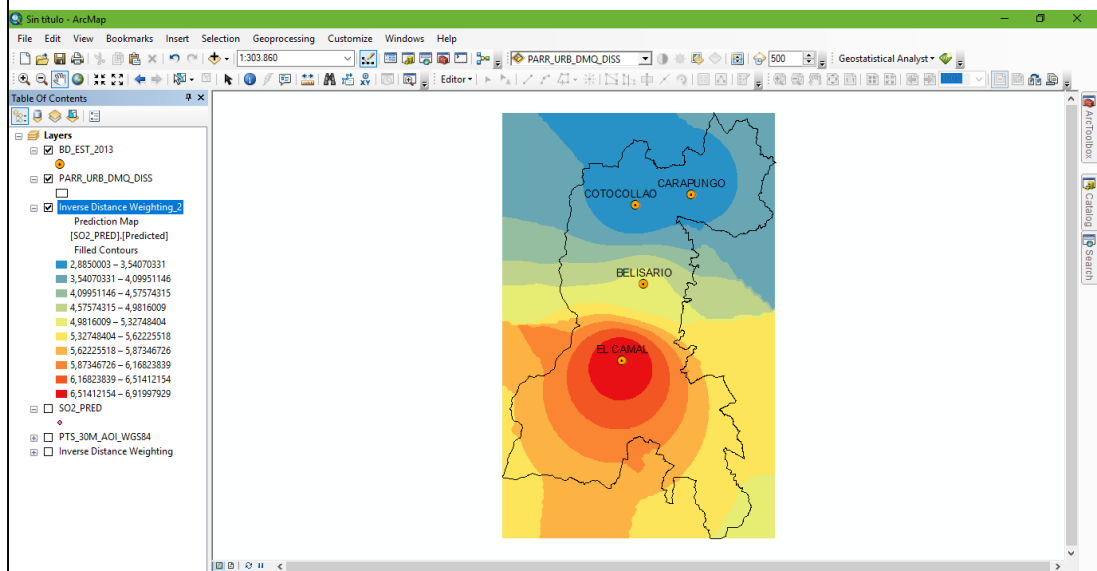 Sin título - ArcMap
File Edit View Bookmarks Insert Selection Geoprocessing Customize Windows Help
1:303.860 PARR_URB_DMQ_DISS 500 Geostatistical Analyst
Editor
Table Of Contents
Layers
BD_EST_2013
PARR_URB_DMQ_DISS
Inverse Distance Weighting_2
Prediction Map
[SO2_PRED].[Predicted]
Filled Contours
2,8850003 – 3,54070331
3,54070331 – 4,09951146
4,09951146 – 4,57574315
4,57574315 – 4,9816009
4,9816009 – 5,32748404
5,32748404 – 5,62225518
5,62225518 – 5,87346726
5,87346726 – 6,16823839
6,16823839 – 6,51412154
6,51412154 – 6,91997929
SO2_PRED
PTS_30M_AOI_WGS84
Inverse Distance Weighting
CARAPUNGO
COTOCOLLAO
BELISARIO
EL CAMAL
ArcToolbox
Catalog
Search